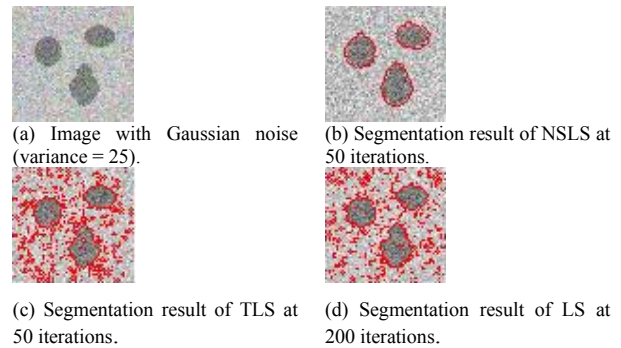 (a) Image with Gaussian noise
(variance = 25).
(b) Segmentation result of NSLS at
50 iterations.
(c) Segmentation result of TLS at
50 iterations.
(d) Segmentation result of LS at
200 iterations.